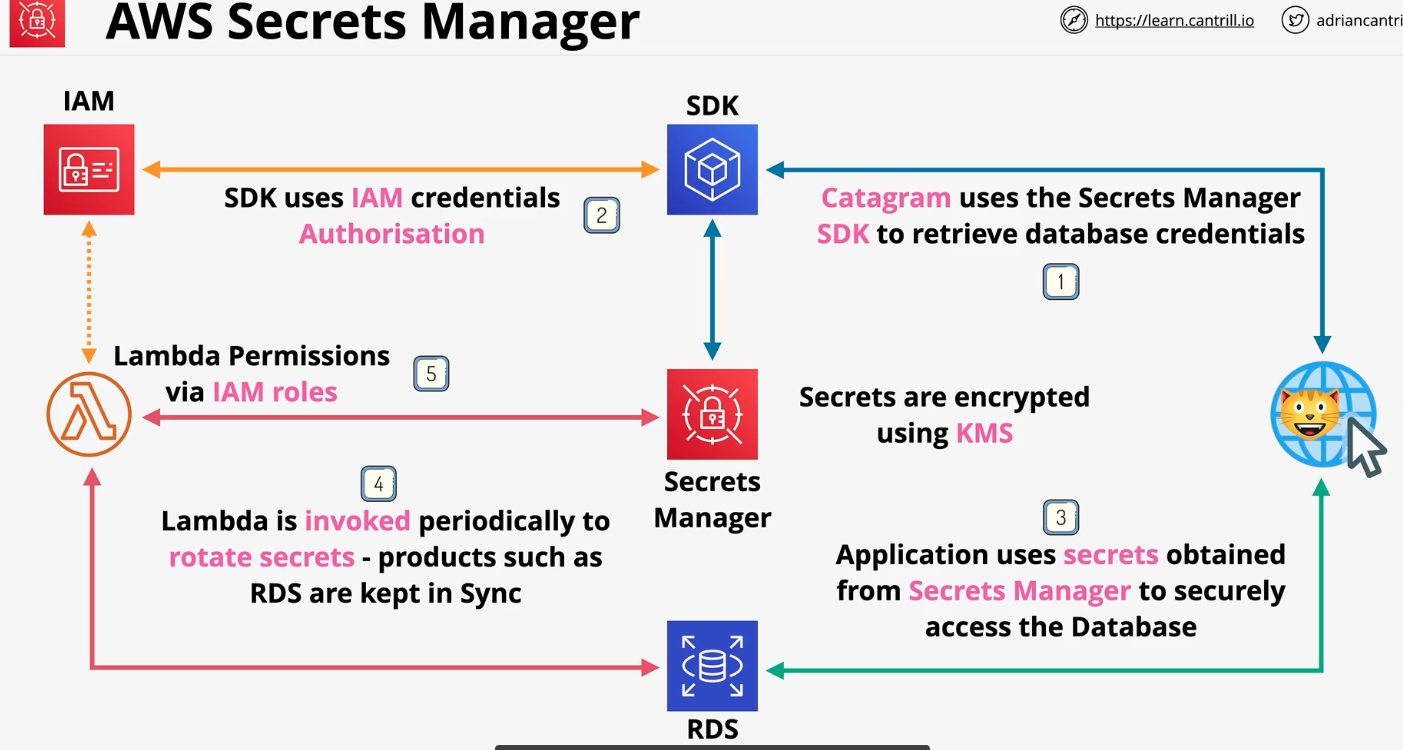 AWS Secrets Manager
https://learn.cantrill.io
adriancantri
IAM
SDK
SDK uses IAM credentials
Authorisation
2
Catagram uses the Secrets Manager
SDK to retrieve database credentials
1
Lambda Permissions
via IAM roles
5
Secrets are encrypted
using KMS
Secrets
Manager
4
Lambda is invoked periodically to
rotate secrets - products such as
RDS are kept in Sync
3
Application uses secrets obtained
from Secrets Manager to securely
access the Database
RDS